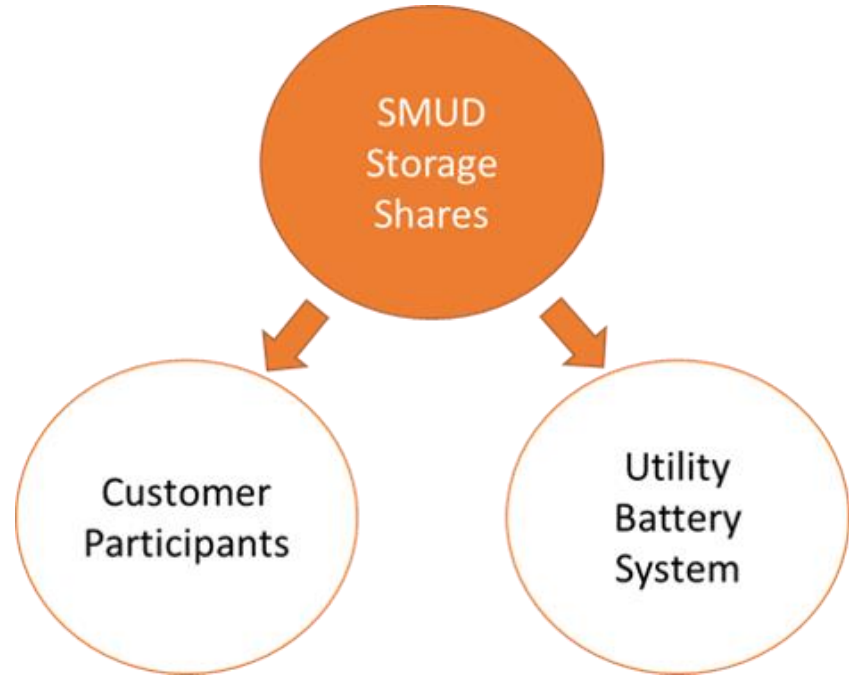 SMUD
Storage
Shares
Customer
Participants
Utility
Battery
System